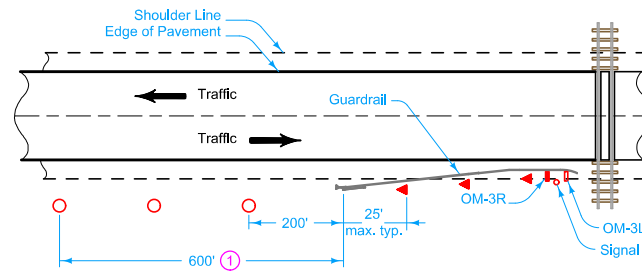 Shoulder Line
Edge of Pavement
Traffic
Guardrail
Traffic
OM-3R
OM-3L
Signal
200'
25'
max. typ.
600' 1